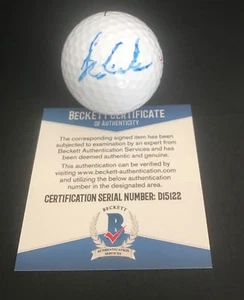 BECKETT CERTIFICATE
OF AUTHENTICITY
The corresponding signed item has been
subjected to examination by an expert from
Beckett Authentication Services and has
been deemed authentic and genuine.
This can be verified by visiting
www.beckett-authentication.com
and utilizing the below numbers
in the designated area.
CERTIFICATION SERIAL NUMBER: D15122
BECKETT
B
AUTHENTICATION
SERVICES